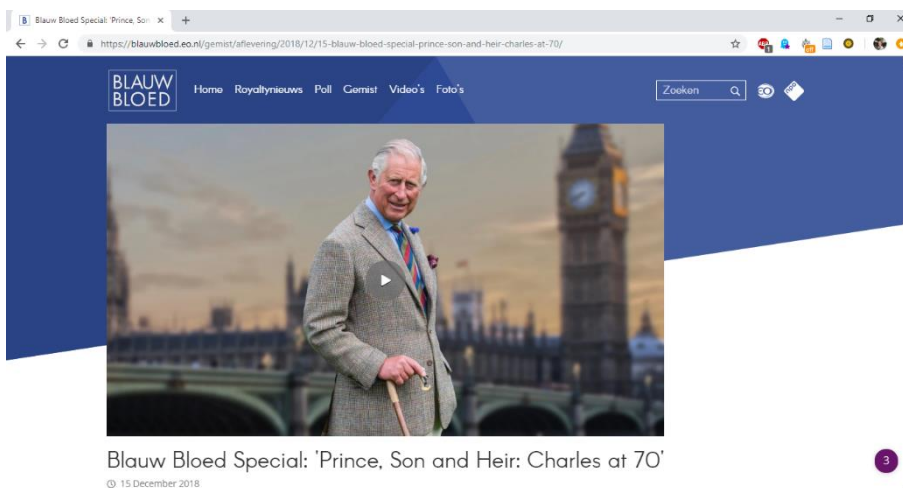 Blauw Bloed Special: 'Prince, Son
https://blauwbloed.eo.nl/gemist/aflevering/2018/12/15-blauw-bloed-special-prince-son-and-heir-charles-at-70/
BLAUW
BLOED
Home Royaltynieuws Poll Gemist Video's Foto's
Zoeken
Blauw Bloed Special: 'Prince, Son and Heir: Charles at 70'
15 December 2018
3